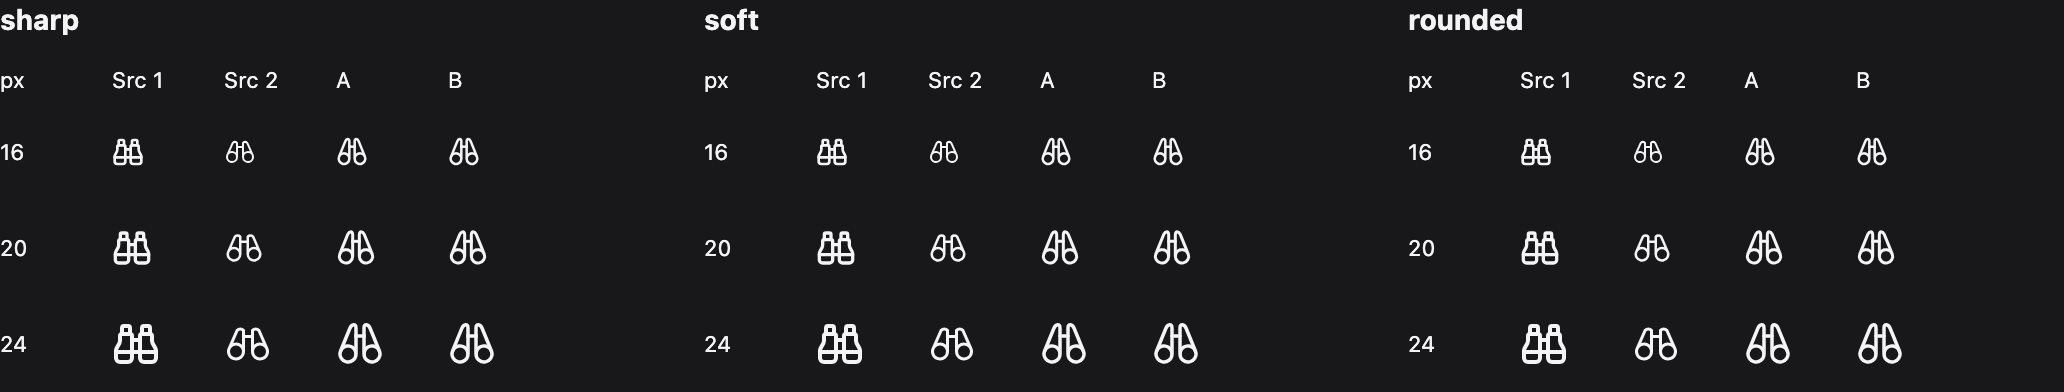 sharp soft rounded
px Src 1 Src 2 A B px Src 1 Src 2 A B px Src 1 Src 2 A B
16 16 16
20 20 20
24 24 24